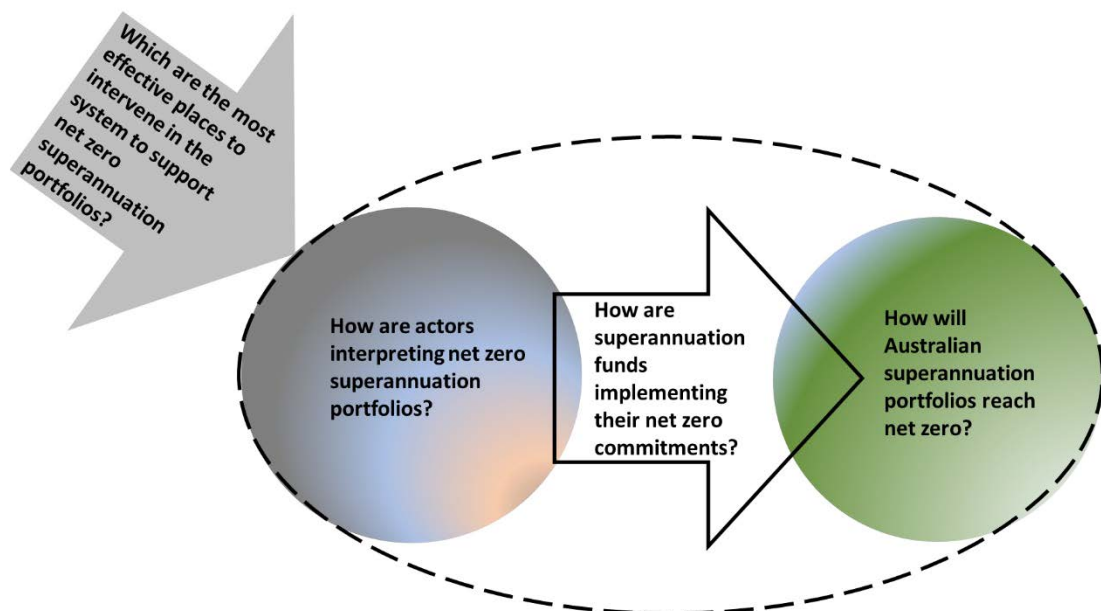 Which are the most
effective places to
intervene in the
system to support
net zero
superannuation
portfolios?
How are actors
interpreting net zero
superannuation
portfolios?
How are
superannuation
funds
implementing
their net zero
commitments?
How will
Australian
superannuation
portfolios reach
net zero?